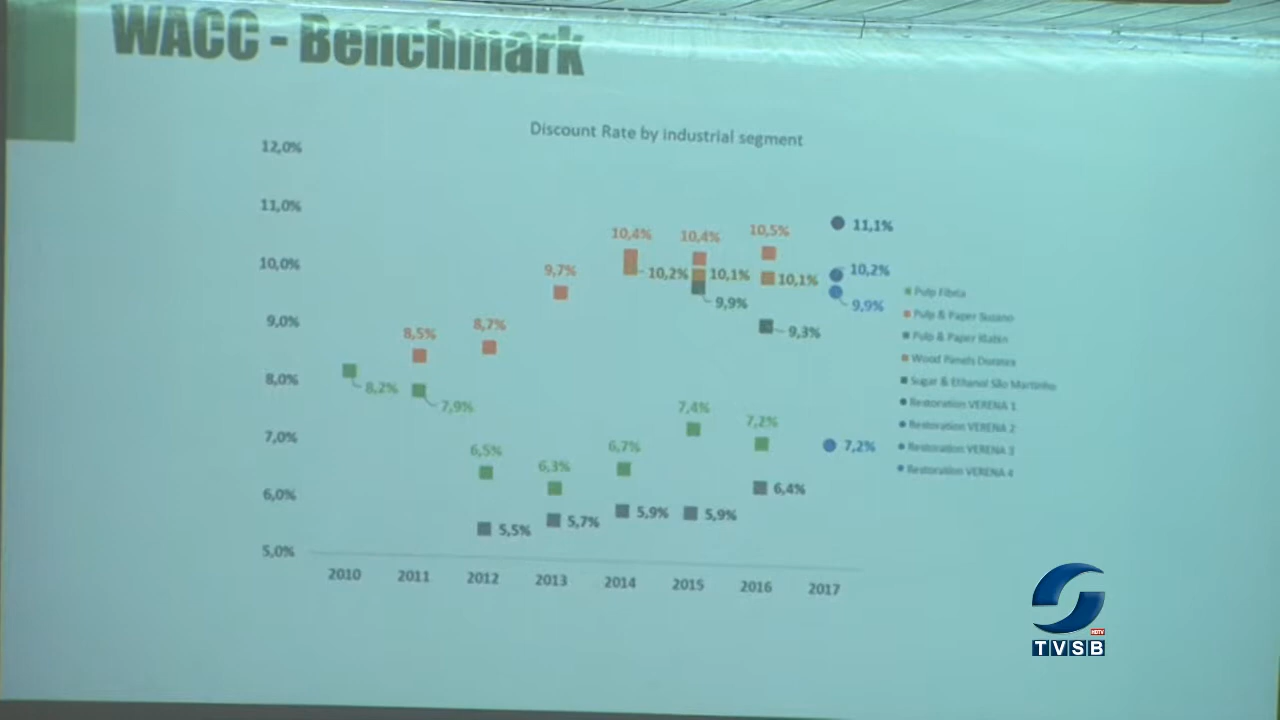 WACC - Benchmark
Discount Rate by industrial segment
12,0%
11,0%
10,0%
9,0%
8,0%
7,0%
6,0%
5,0%
8,2%
8,5%
7,9%
8,7%
6,5%
5,5%
9,7%
6,3%
5,7%
10,4%
10,2%
6,7%
5,9%
10,4%
10,1%
9,9%
7,4%
5,9%
10,5%
10,1%
9,3%
7,2%
6,4%
11,1%
10,2%
9,9%
7,2%
2010 2011 2012 2013 2014 2015 2016 2017
Pulp Fibria
Pulp & Paper Suzano
Pulp & Paper Klabin
Wood Panels Duratex
Sugar & Ethanol São Martinho
Restoration VERENA 1
Restoration VERENA 2
Restoration VERENA 3
Restoration VERENA 4
HDTV
TVSB